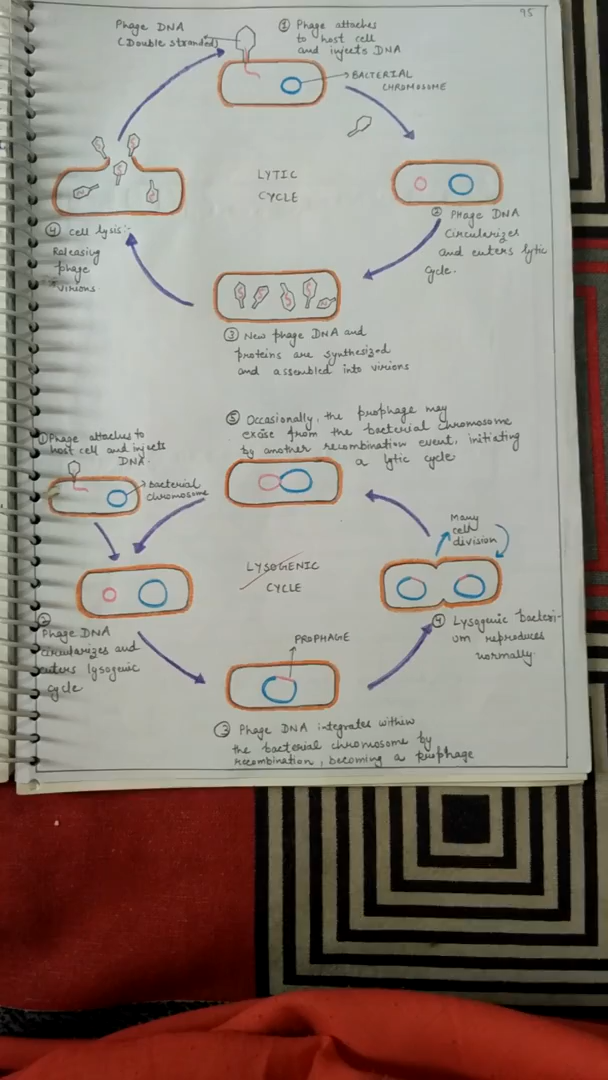 95
Phage DNA
(Double stranded)
① Phage attaches
to host cell
and injects DNA
BACTERIAL
CHROMOSOME
LYTIC
CYCLE
② Phage DNA
Circularizes
and enters lytic
cycle.
③ New phage DNA and
proteins are synthesized
and assembled into virions
④ Cell lysis:-
Releasing
phage
virions.
⑤ Occasionally, the prophage may
excise from the bacterial chromosome
by another recombination event, initiating
a lytic cycle
① Phage attaches to
host cell and injects
DNA.
Bacterial
chromosome
LYSOGENIC
CYCLE
Many
cell
division
②
Phage DNA
circularizes and
enters lysogenic
cycle
PROPHAGE
④ Lysogenic bacteri-
um reproduces
normally.
③ Phage DNA integrates within
the bacterial chromosome by
recombination, becoming a prophage